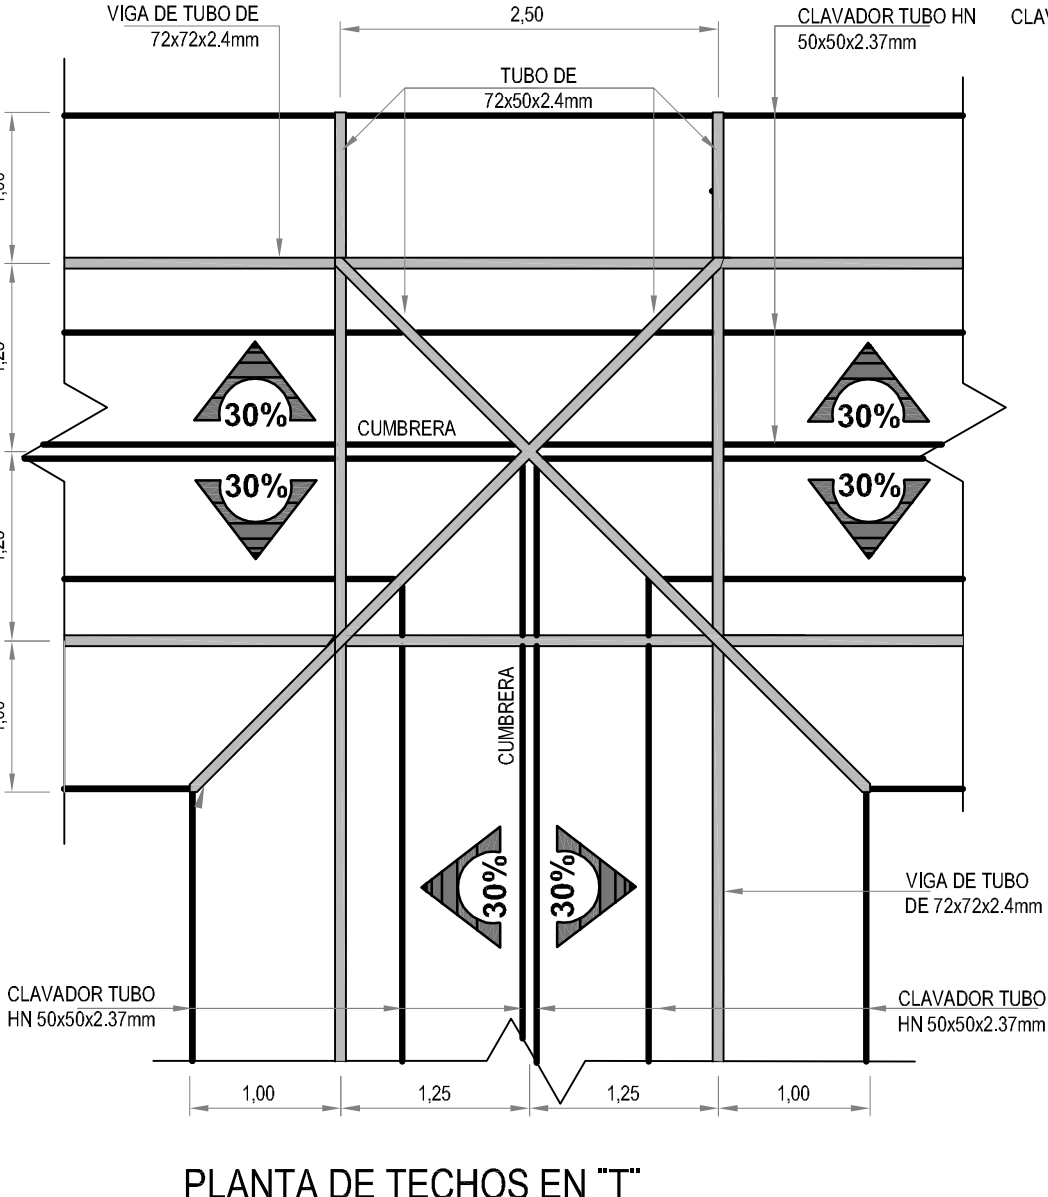 VIGA DE TUBO DE
72x72x2.4mm
2,50
CLAVADOR TUBO HN
50x50x2.37mm
TUBO DE
72x50x2.4mm
30%
30%
CUMBRERA
30%
30%
CUMBRERA
30%
30%
VIGA DE TUBO
DE 72x72x2.4mm
CLAVADOR TUBO
HN 50x50x2.37mm
CLAVADOR TUBO
HN 50x50x2.37mm
1,00
1,25
1,25
1,00
PLANTA DE TECHOS EN "T"